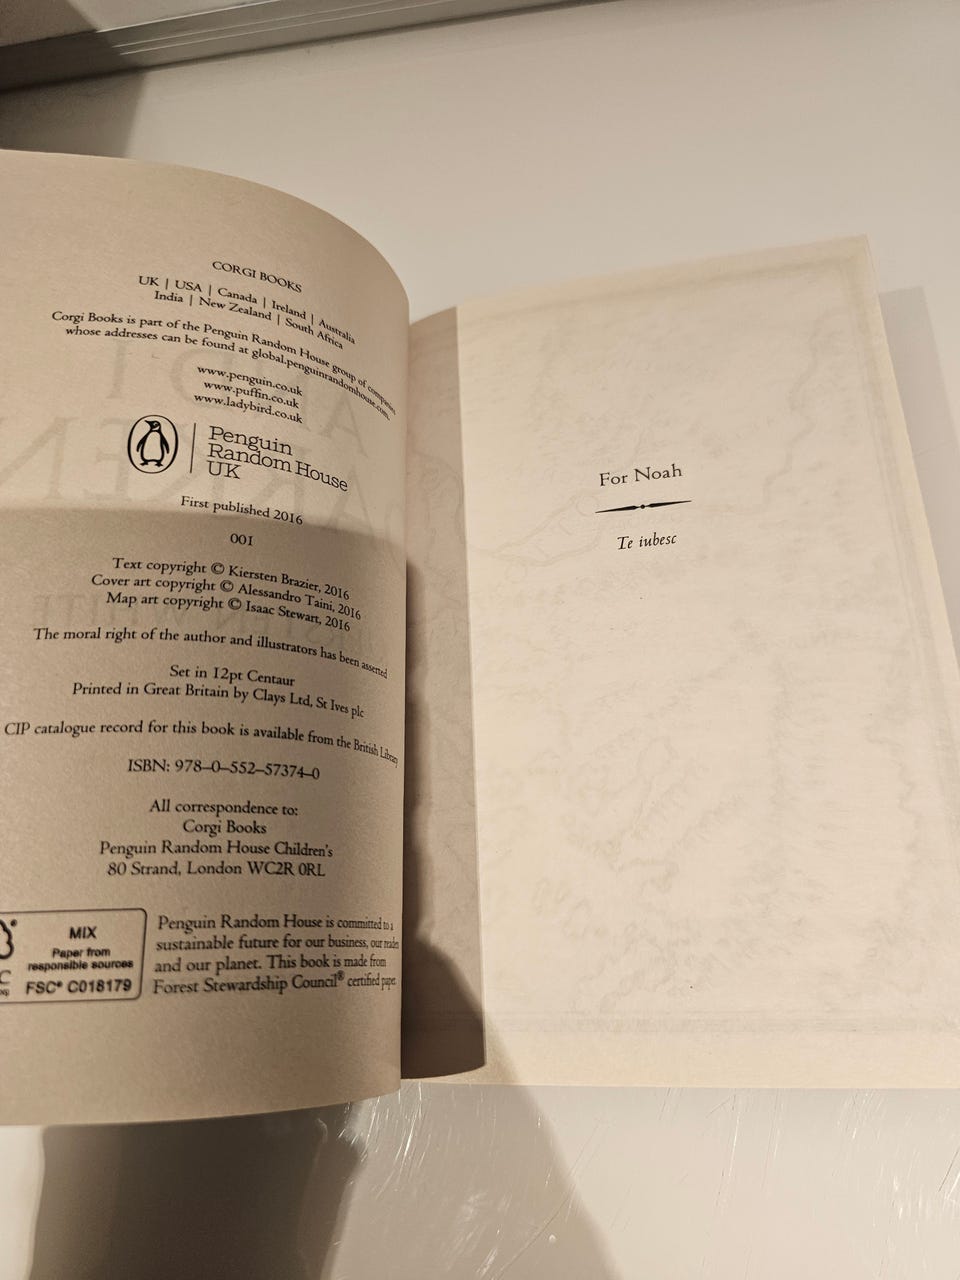 CORGI BOOKS
UK | USA | Canada | Ireland | Australia
India | New Zealand | South Africa
Corgi Books is part of the Penguin Random House group of companies
whose addresses can be found at global.penguinrandomhouse.com.
www.penguin.co.uk
www.puffin.co.uk
www.ladybird.co.uk
Penguin
Random House
UK
First published 2016
001
Text copyright © Kiersten Brazier, 2016
Cover art copyright © Alessandro Taini, 2016
Map art copyright © Isaac Stewart, 2016
The moral right of the author and illustrators has been asserted
Set in 12pt Centaur
Printed in Great Britain by Clays Ltd, St Ives plc
CIP catalogue record for this book is available from the British Library
ISBN: 978–0–552–57374–0
All correspondence to:
Corgi Books
Penguin Random House Children's
80 Strand, London WC2R 0RL
MIX
Paper from
responsible sources
FSC® C018179
Penguin Random House is committed to a
sustainable future for our business, our readers
and our planet. This book is made from
Forest Stewardship Council® certified paper.
For Noah
Te iubesc